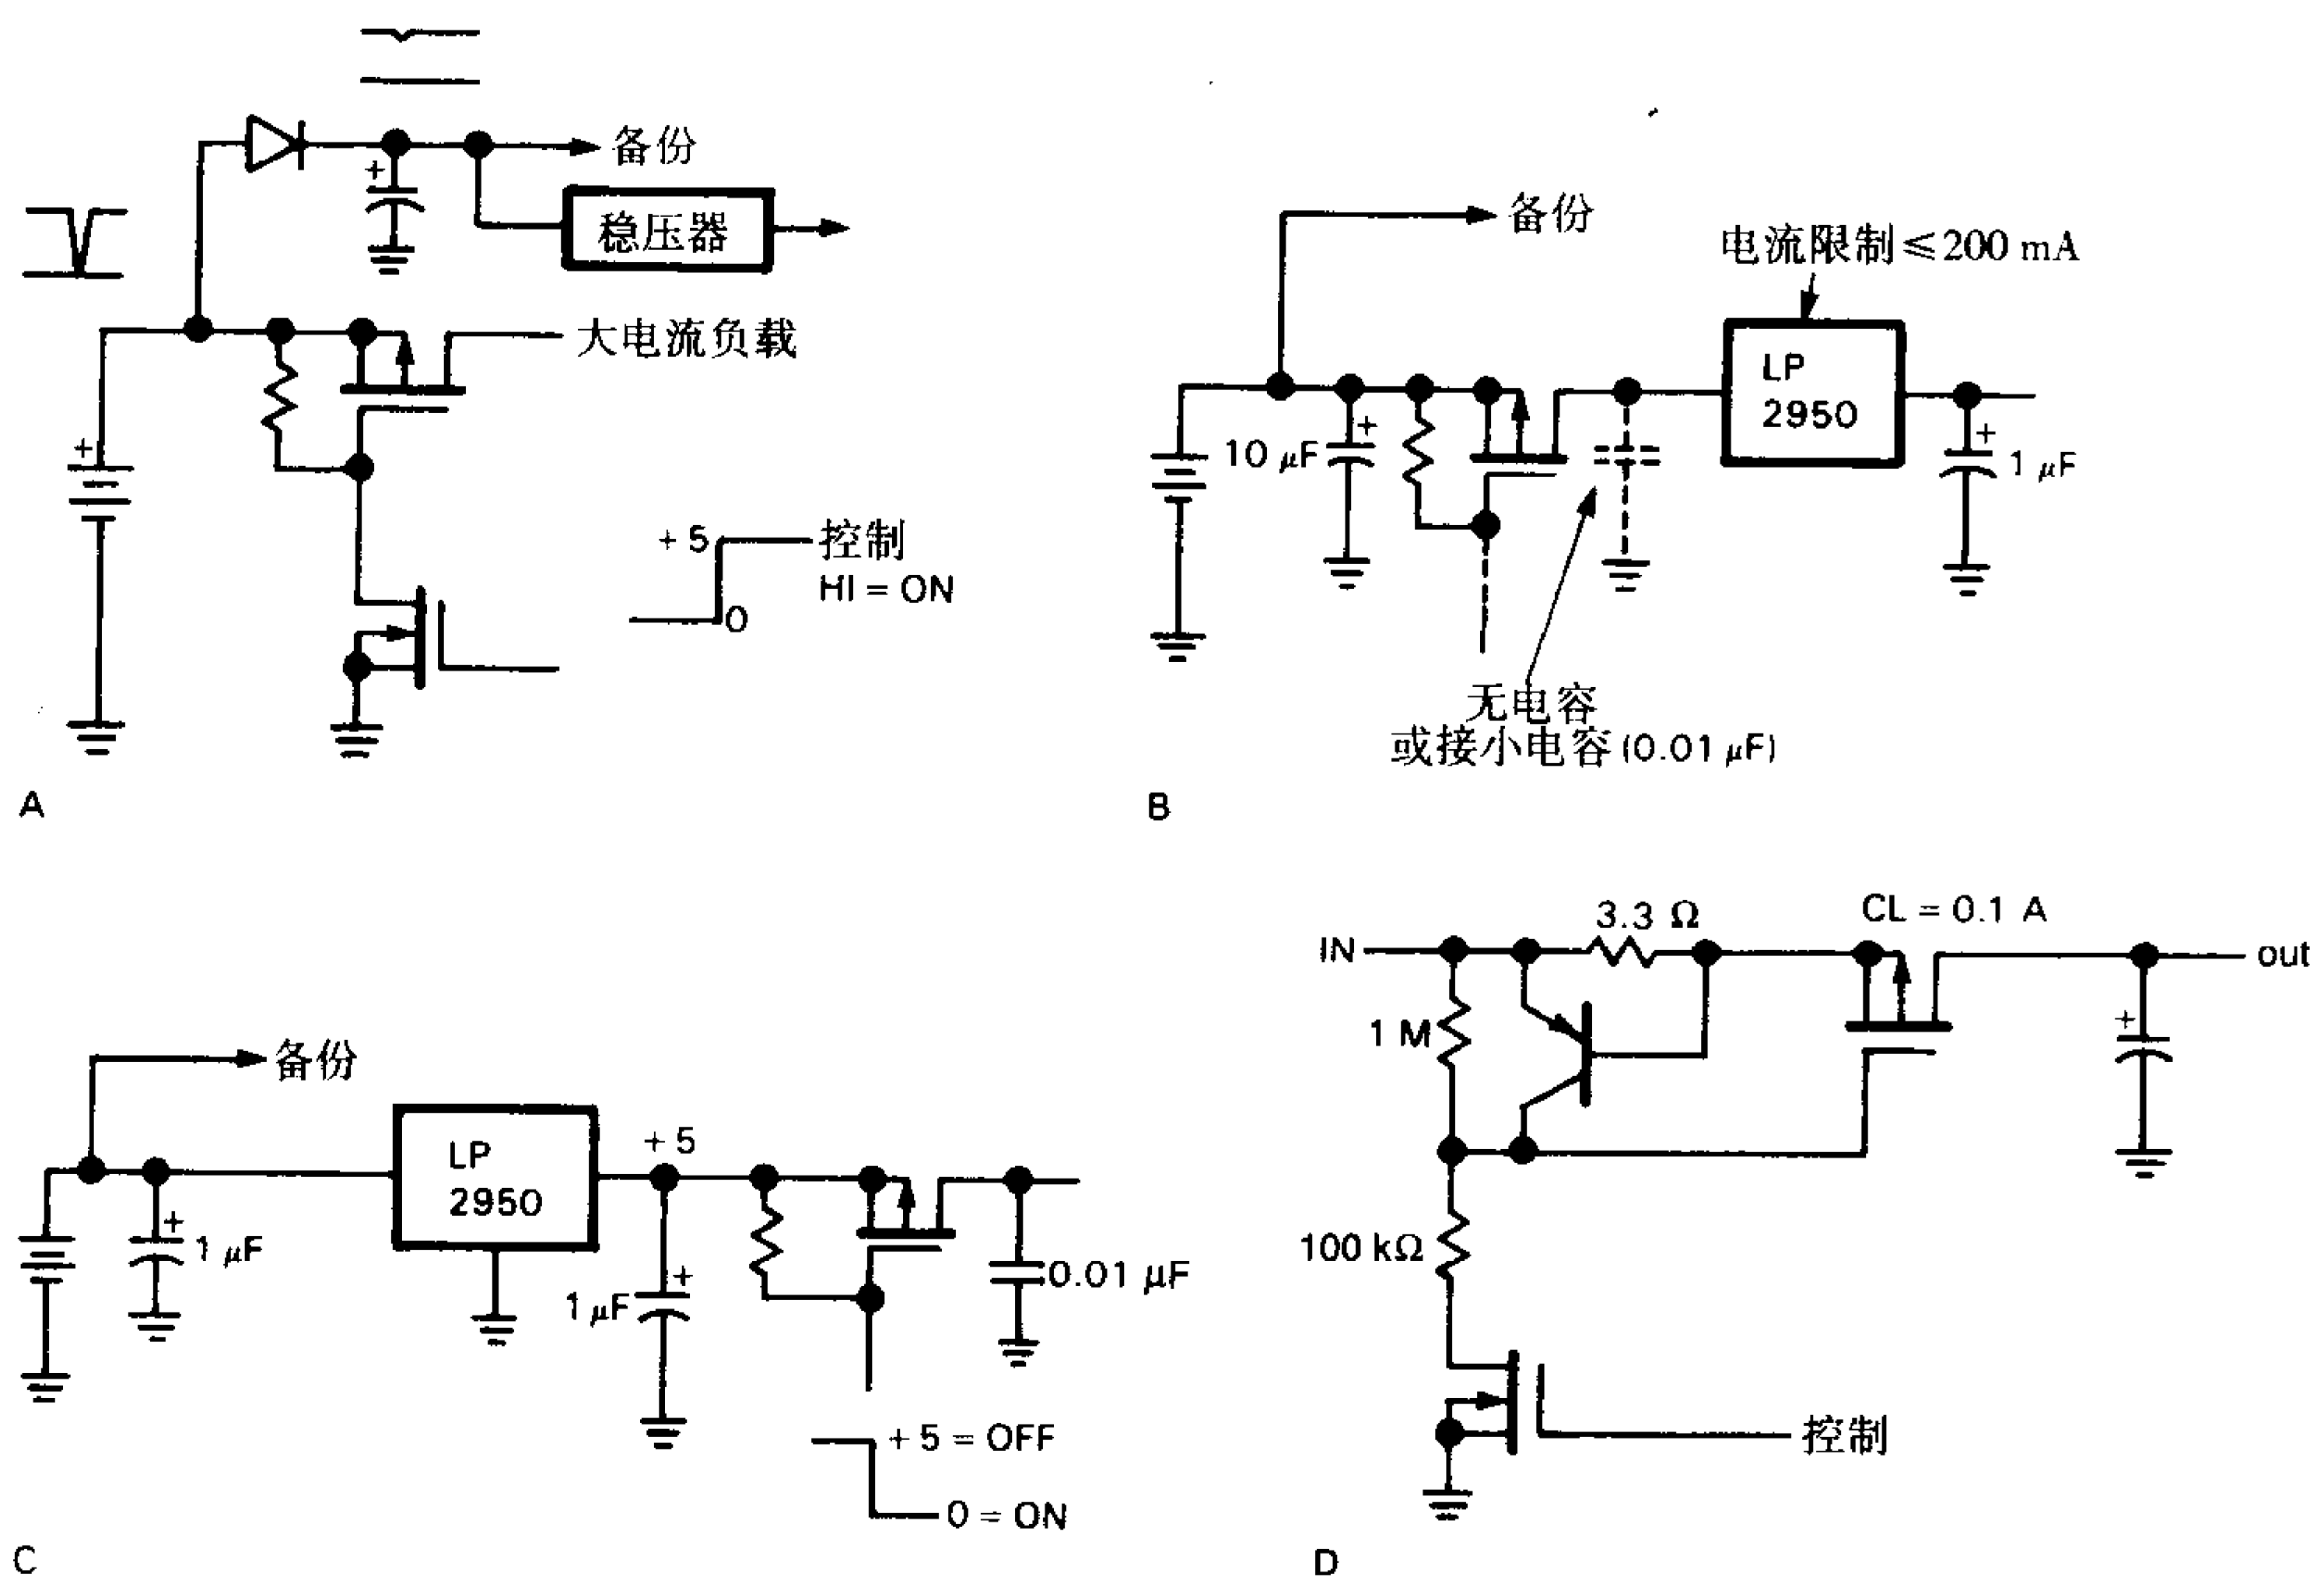 备份
+
稳压器
大电流负载
+
+5
控制
HI = ON
0
A
备份
电流限制≤200 mA
LP
2950
10 μF
+
+
1 μF
无电容
或接小电容(0.01 μF)
B
备份
LP
2950
+5
+
1 μF
1 μF
+
0.01 μF
+5 = OFF
0 = ON
C
3.3 Ω
CL = 0.1 A
IN
out
1 M
+
100 kΩ
控制
D